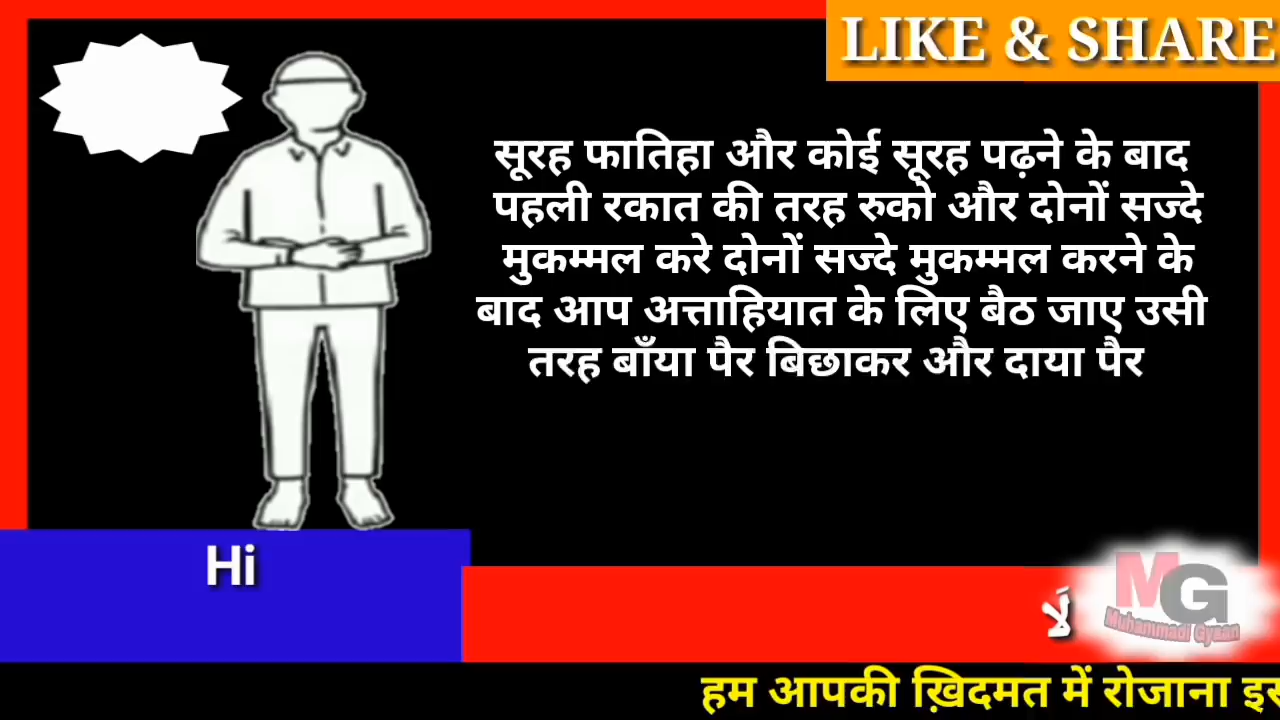 LIKE & SHARE
सूरह फातिहा और कोई सूरह पढ़ने के बाद
पहली रकात की तरह रुको और दोनों सज्दे
मुकम्मल करे दोनों सज्दे मुकम्मल करने के
बाद आप अत्ताहियात के लिए बैठ जाए उसी
तरह बाँया पैर बिछाकर और दाया पैर
Hi
لَا
MG
Muhammadi Gyaan
हम आपकी ख़िदमत में रोजाना